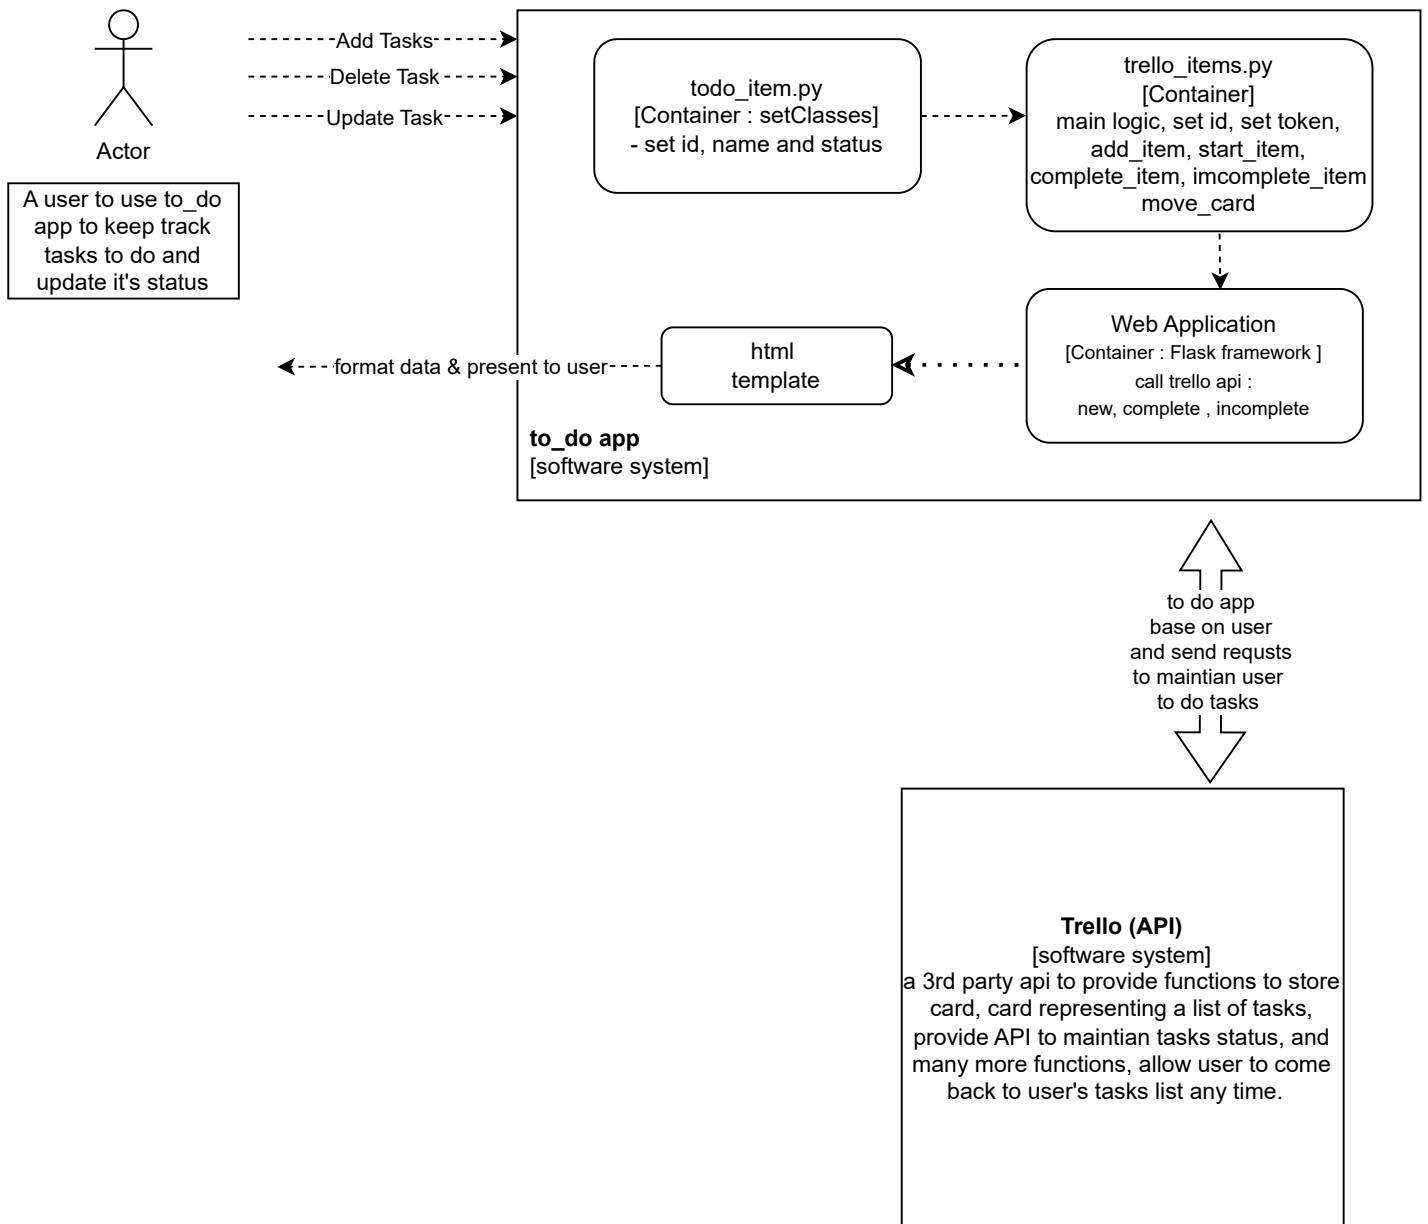 Add Tasks
Delete Task
Update Task
Actor
A user to use to_do
app to keep track
tasks to do and
update it's status
todo_item.py
[Container : setClasses]
- set id, name and status
trello_items.py
[Container]
main logic, set id, set token,
add_item, start_item,
complete_item, imcomplete_item
move_card
Web Application
[Container : Flask framework ]
call trello api :
new, complete , incomplete
html
template
format data & present to user
to_do app
[software system]
to do app
base on user
and send requsts
to maintian user
to do tasks
Trello (API)
[software system]
a 3rd party api to provide functions to store
card, card representing a list of tasks,
provide API to maintian tasks status, and
many more functions, allow user to come
back to user's tasks list any time.